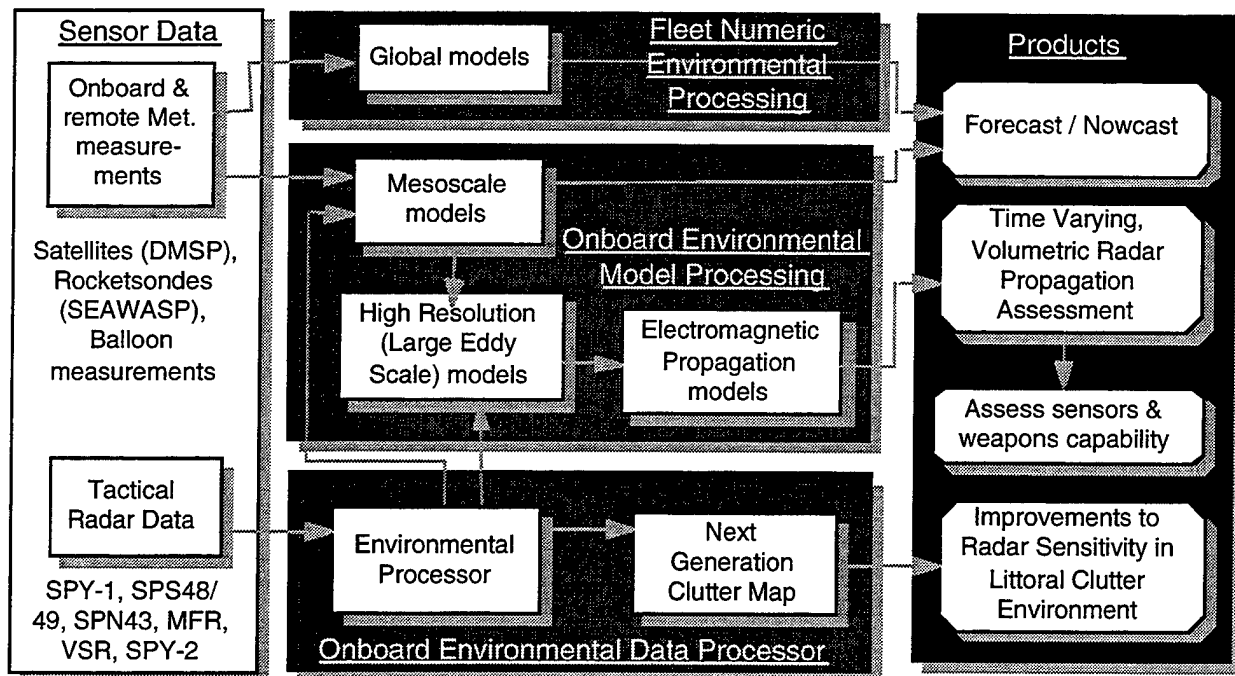 Sensor Data
Onboard &
remote Met.
measure-
ments
Satellites (DMSP),
Rocketsondes
(SEAWASP),
Balloon
measurements
Tactical
Radar Data
SPY-1, SPS48/
49, SPN43, MFR,
VSR, SPY-2
Global models
Fleet Numeric
Environmental
Processing
Mesoscale
models
Onboard Environmental
Model Processing
High Resolution
(Large Eddy
Scale) models
Electromagnetic
Propagation
models
Environmental
Processor
Next
Generation
Clutter Map
Onboard Environmental Data Processor
Products
Forecast / Nowcast
Time Varying,
Volumetric Radar
Propagation
Assessment
Assess sensors &
weapons capability
Improvements to
Radar Sensitivity in
Littoral Clutter
Environment